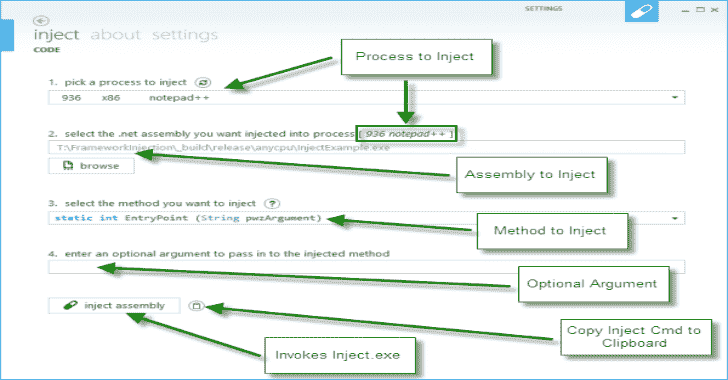 SETTINGS
inject about settings
CODE
Process to Inject
1. pick a process to inject
936 x86 notepad++
2. select the .net assembly you want injected into process [ 936 notepad++ ]
T:\FrameworkInjection\_build\release\anycpu\InjectExample.exe
browse
Assembly to Inject
3. select the method you want to inject ?
static int EntryPoint (String pwzArgument)
Method to Inject
4. enter an optional argument to pass in to the injected method
Optional Argument
inject assembly
Copy Inject Cmd to
Clipboard
Invokes Inject.exe